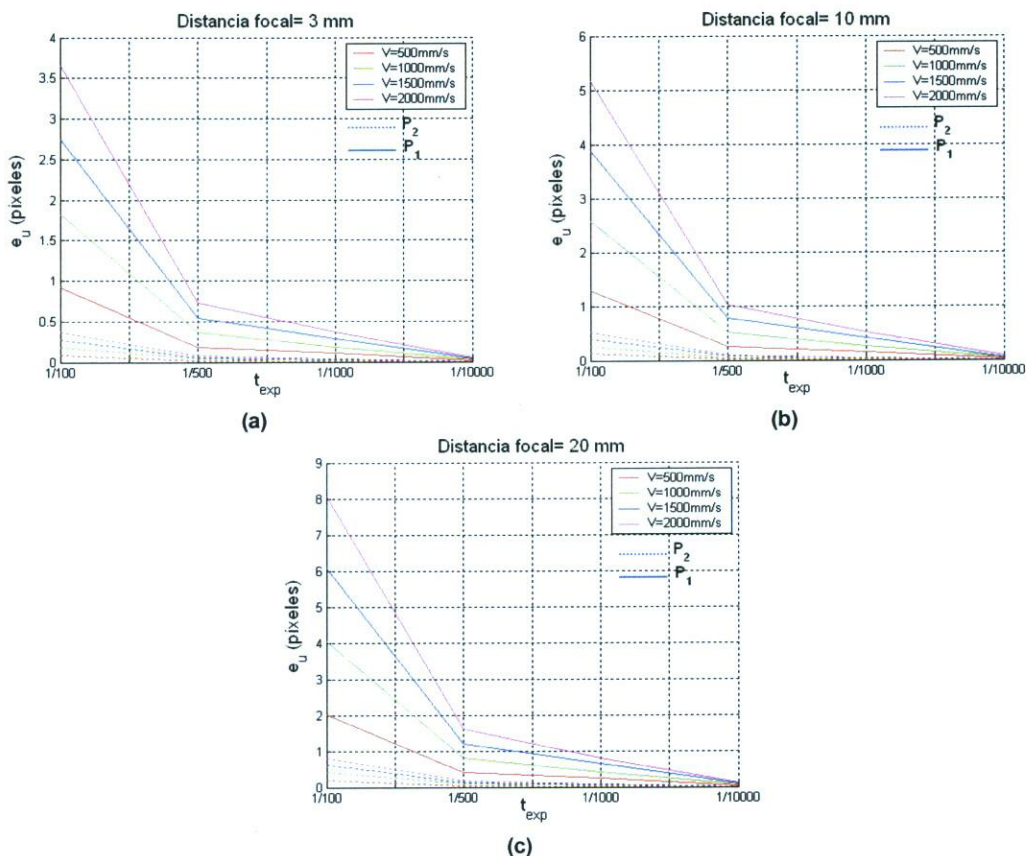 Distancia focal= 3 mm
4
3.5
3
2.5
2
1.5
1
0.5
0
e_u (pixeles)
V=500mm/s
V=1000mm/s
V=1500mm/s
V=2000mm/s
P_2
P_1
1/100
1/500
1/1000
1/10000
t_exp
(a)
Distancia focal= 10 mm
6
5
4
3
2
1
0
e_u (pixeles)
V=500mm/s
V=1000mm/s
V=1500mm/s
V=2000mm/s
P_2
P_1
1/100
1/500
1/1000
1/10000
t_exp
(b)
Distancia focal= 20 mm
9
8
7
6
5
4
3
2
1
0
e_u (pixeles)
V=500mm/s
V=1000mm/s
V=1500mm/s
V=2000mm/s
P_2
P_1
1/100
1/500
1/1000
1/10000
t_exp
(c)